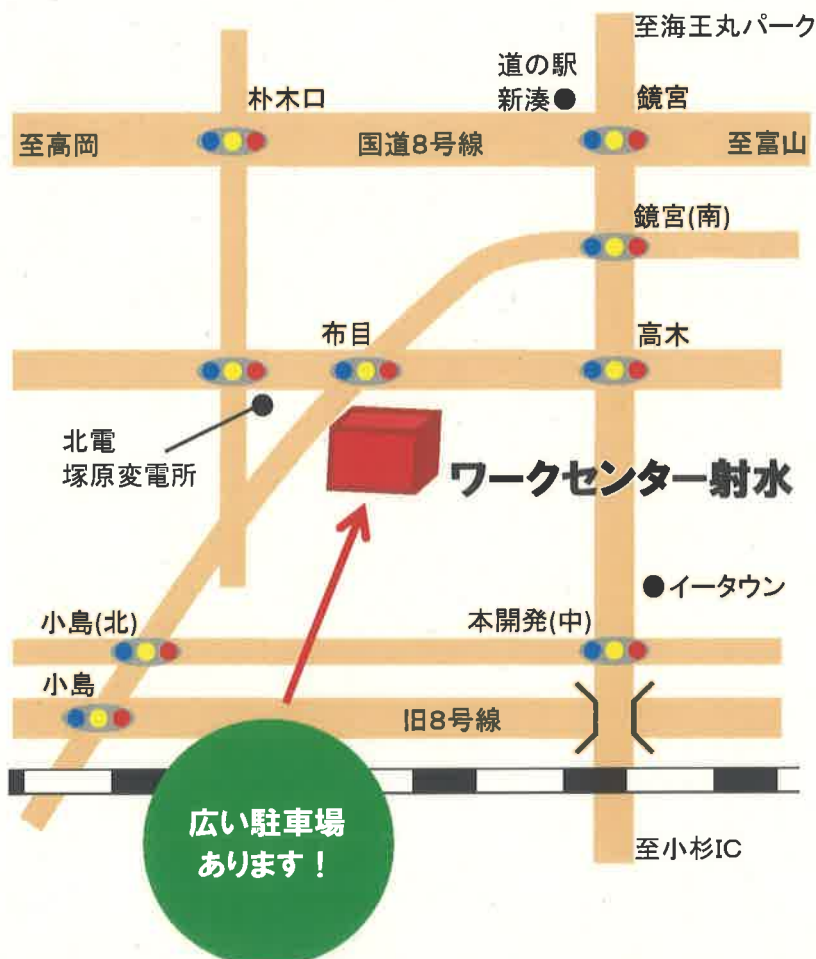 至海王丸パーク
道の駅
新湊
朴木口
鏡宮
至高岡
国道8号線
至富山
鏡宮(南)
布目
高木
北電
塚原変電所
ワークセンター射水
イータウン
小島(北)
本開発(中)
小島
旧8号線
広い駐車場
あります！
至小杉IC